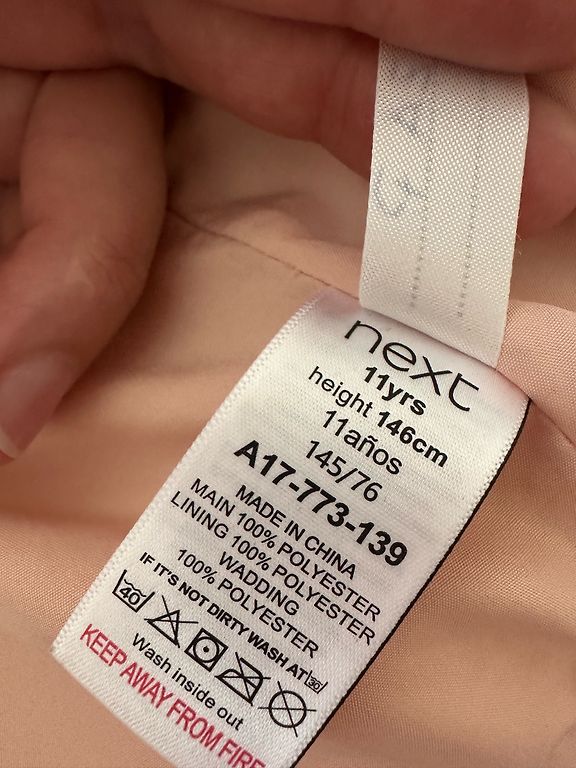 next
11yrs
height 146cm
11años
145/76
A17-773-139
MADE IN CHINA
MAIN 100% POLYESTER
LINING 100% POLYESTER
WADDING
100% POLYESTER
IF IT'S NOT DIRTY WASH AT 30
40
Wash inside out
KEEP AWAY FROM FIRE